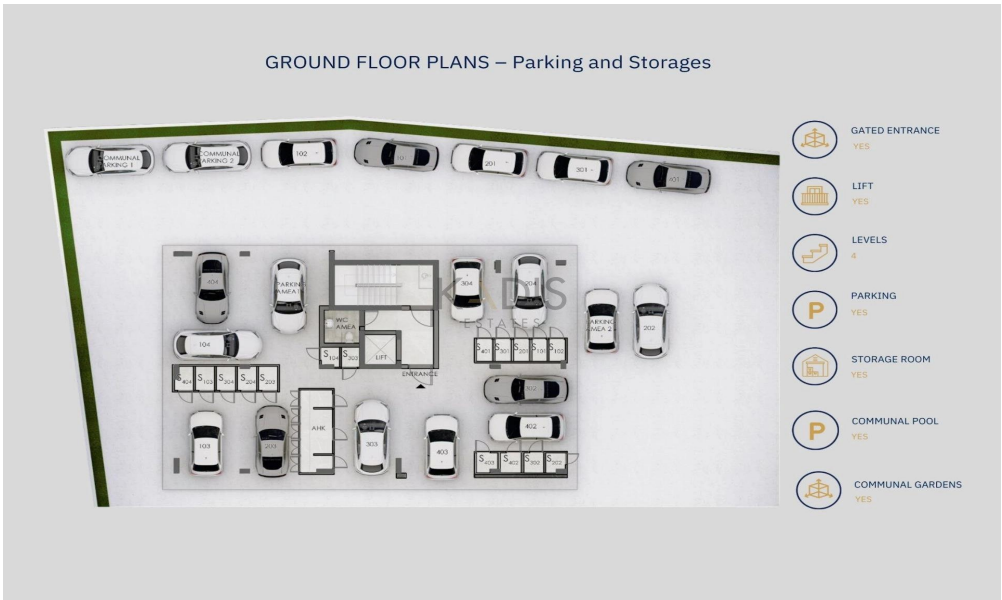 GROUND FLOOR PLANS – Parking and Storages
COMMUNAL
PARKING 1
COMMUNAL
PARKING 2
102
101
201
301
401
GATED ENTRANCE
YES
LIFT
YES
LEVELS
4
PARKING
YES
STORAGE ROOM
YES
COMMUNAL POOL
P
YES
COMMUNAL GARDENS
YES
P
404
PARKING
AMEA 1
304
204
KADIS
ESTATES
PARKING
AMEA 2
202
104
WC
AMEA
S104
S303
LIFT
ENTRANCE
S401
S301
S201
S101
S102
S404
S103
S304
S204
S203
302
103
203
AHK
303
403
402
S403
S402
S302
S202